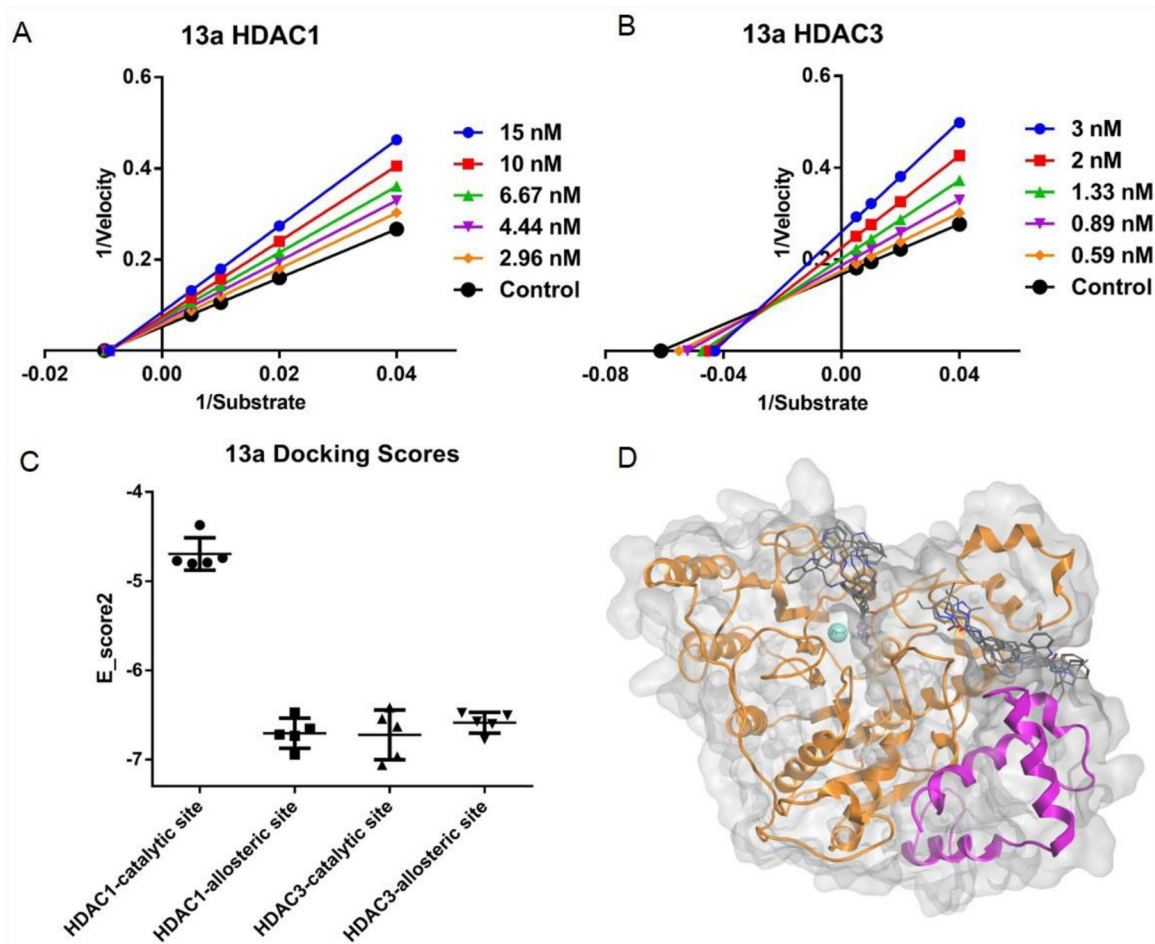 A
13a HDAC1
0.6
0.4
0.2
1/Velocity
-0.02
0.00
0.02
0.04
1/Substrate
15 nM
10 nM
6.67 nM
4.44 nM
2.96 nM
Control
B
13a HDAC3
0.6
0.4
0.2
1/Velocity
-0.08
-0.04
0.00
0.04
1/Substrate
3 nM
2 nM
1.33 nM
0.89 nM
0.59 nM
Control
C
13a Docking Scores
-4
-5
-6
-7
E_score2
HDAC1-catalytic site
HDAC1-allosteric site
HDAC3-catalytic site
HDAC3-allosteric site
D